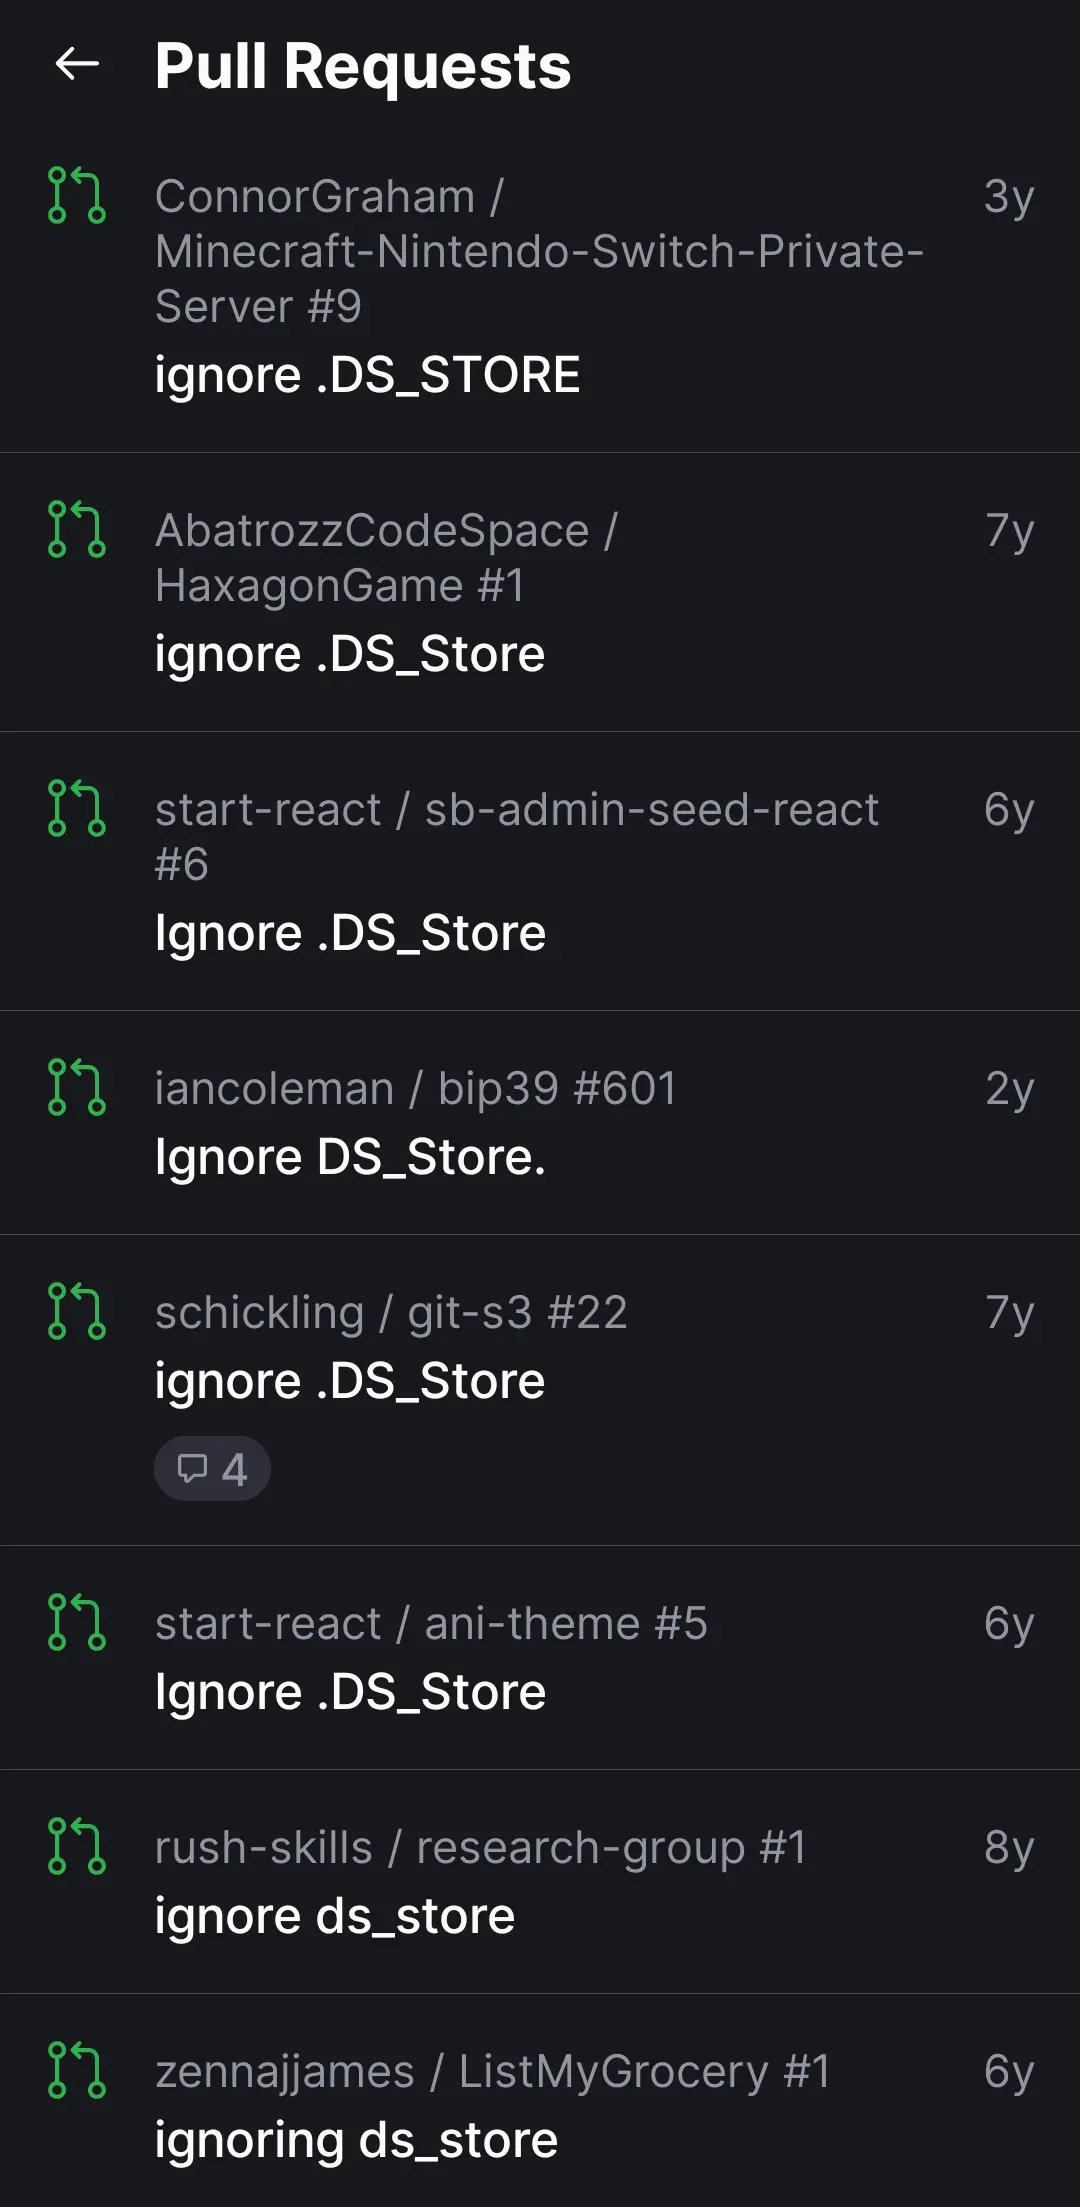 Pull Requests
ConnorGraham /
3y
Minecraft-Nintendo-Switch-Private-
Server #9
ignore .DS_STORE
AbatrozzCodeSpace /
7y
HaxagonGame #1
ignore .DS_Store
start-react / sb-admin-seed-react
6y
#6
Ignore .DS_Store
iancoleman / bip39 #601
2y
Ignore DS_Store.
schickling / git-s3 #22
7y
ignore .DS_Store
4
start-react / ani-theme #5
6y
Ignore .DS_Store
rush-skills / research-group #1
8y
ignore ds_store
zennajjames / ListMyGrocery #1
6y
ignoring ds_store